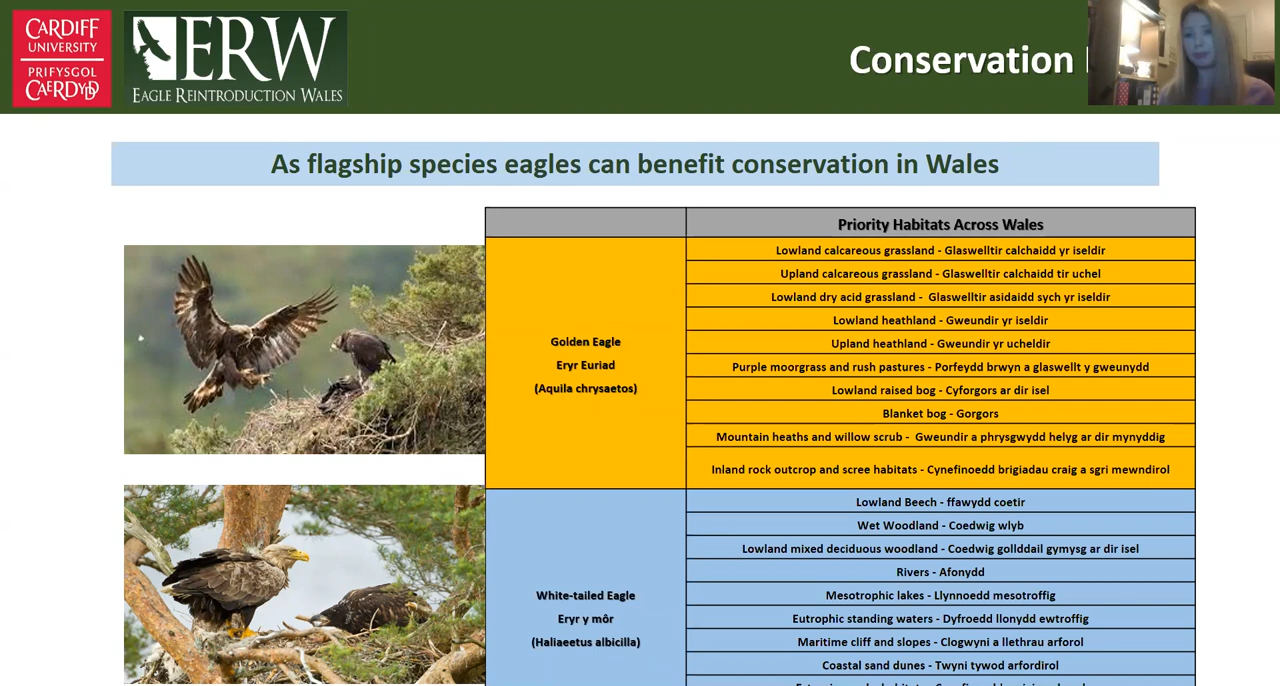 CARDIFF
UNIVERSITY
PRIFYSGOL
CAERDYDD
ERW
EAGLE REINTRODUCTION WALES
Conservation
As flagship species eagles can benefit conservation in Wales
Priority Habitats Across Wales
Golden Eagle
Eryr Euriad
(Aquila chrysaetos)
Lowland calcareous grassland - Glaswelltir calchaidd yr iseldir
Upland calcareous grassland - Glaswelltir calchaidd tir uchel
Lowland dry acid grassland - Glaswelltir asidaidd sych yr iseldir
Lowland heathland - Gweundir yr iseldir
Upland heathland - Gweundir yr ucheldir
Purple moorgrass and rush pastures - Porfeydd brwyn a glaswellt y gweunydd
Lowland raised bog - Cyforgors ar dir isel
Blanket bog - Gorgors
Mountain heaths and willow scrub - Gweundir a phrysgwydd helyg ar dir mynyddig
Inland rock outcrop and scree habitats - Cynefinoedd brigiadau craig a sgri mewndirol
White-tailed Eagle
Eryr y môr
(Haliaeetus albicilla)
Lowland Beech - ffawydd coetir
Wet Woodland - Coedwig wlyb
Lowland mixed deciduous woodland - Coedwig gollddail gymysg ar dir isel
Rivers - Afonydd
Mesotrophic lakes - Llynnoedd mesotroffig
Eutrophic standing waters - Dyfroedd llonydd ewtroffig
Maritime cliff and slopes - Clogwyni a llethrau arforol
Coastal sand dunes - Twyni tywod arfordirol